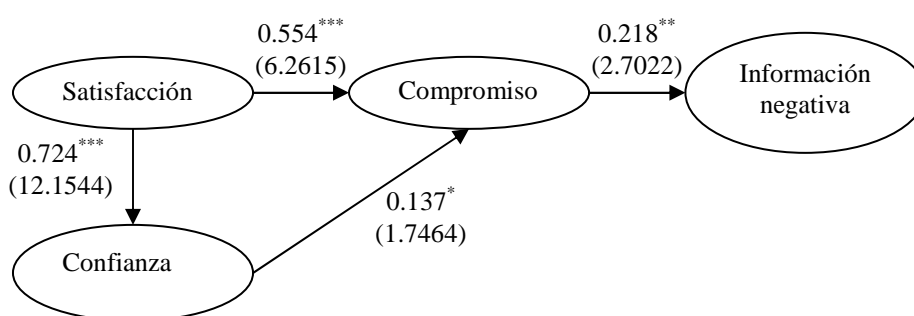 0.554***
(6.2615)
0.218**
(2.7022)
Satisfacción
Compromiso
Información
negativa
0.724***
(12.1544)
0.137*
(1.7464)
Confianza